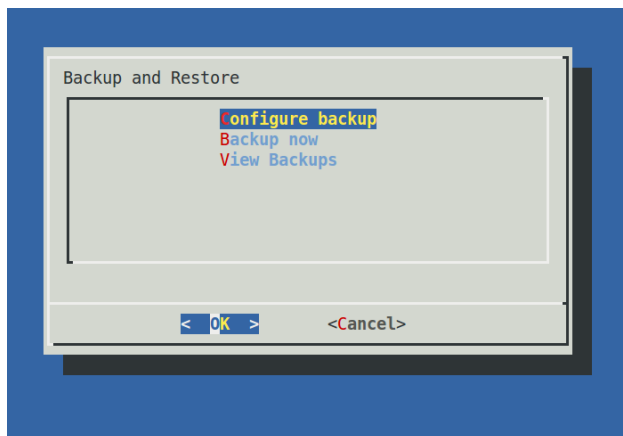 Backup and Restore
Configure backup
Backup now
View Backups
<  OK  > <Cancel>